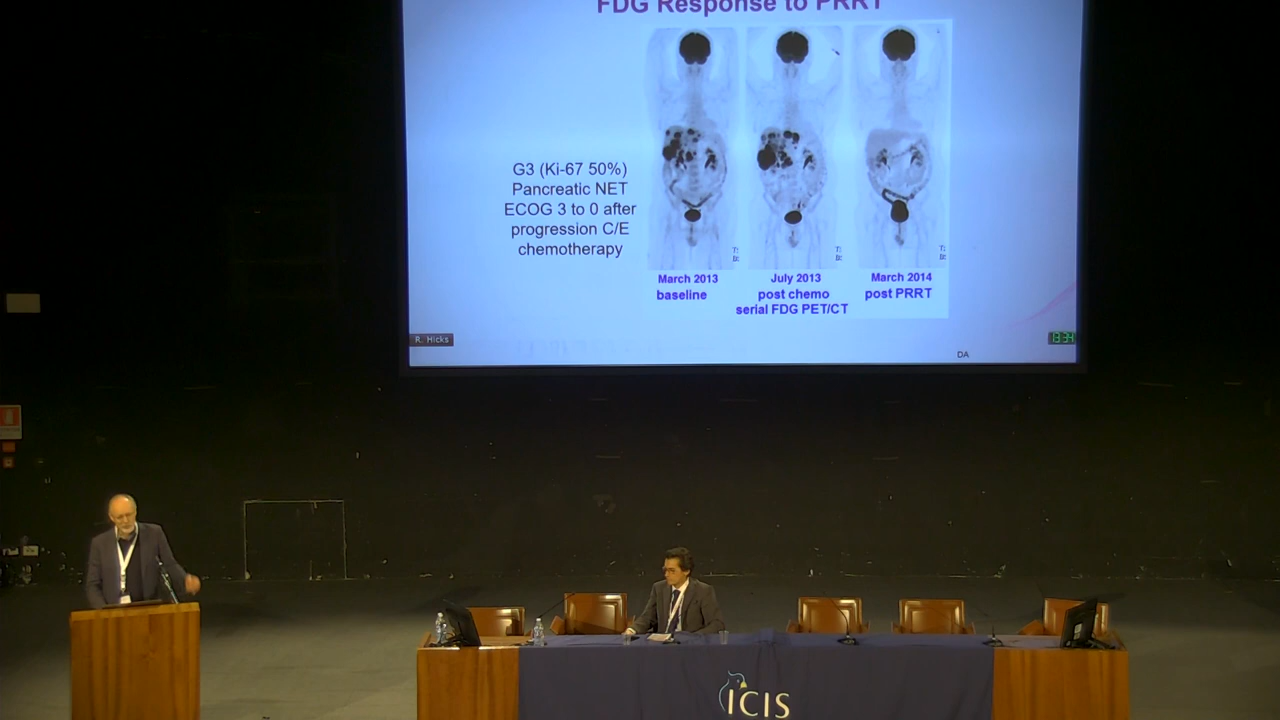 FDG Response to PRRT
G3 (Ki-67 50%)
Pancreatic NET
ECOG 3 to 0 after
progression C/E
chemotherapy
March 2013
baseline
July 2013
post chemo
serial FDG PET/CT
March 2014
post PRRT
R. Hicks
13:34
DA
ICIS